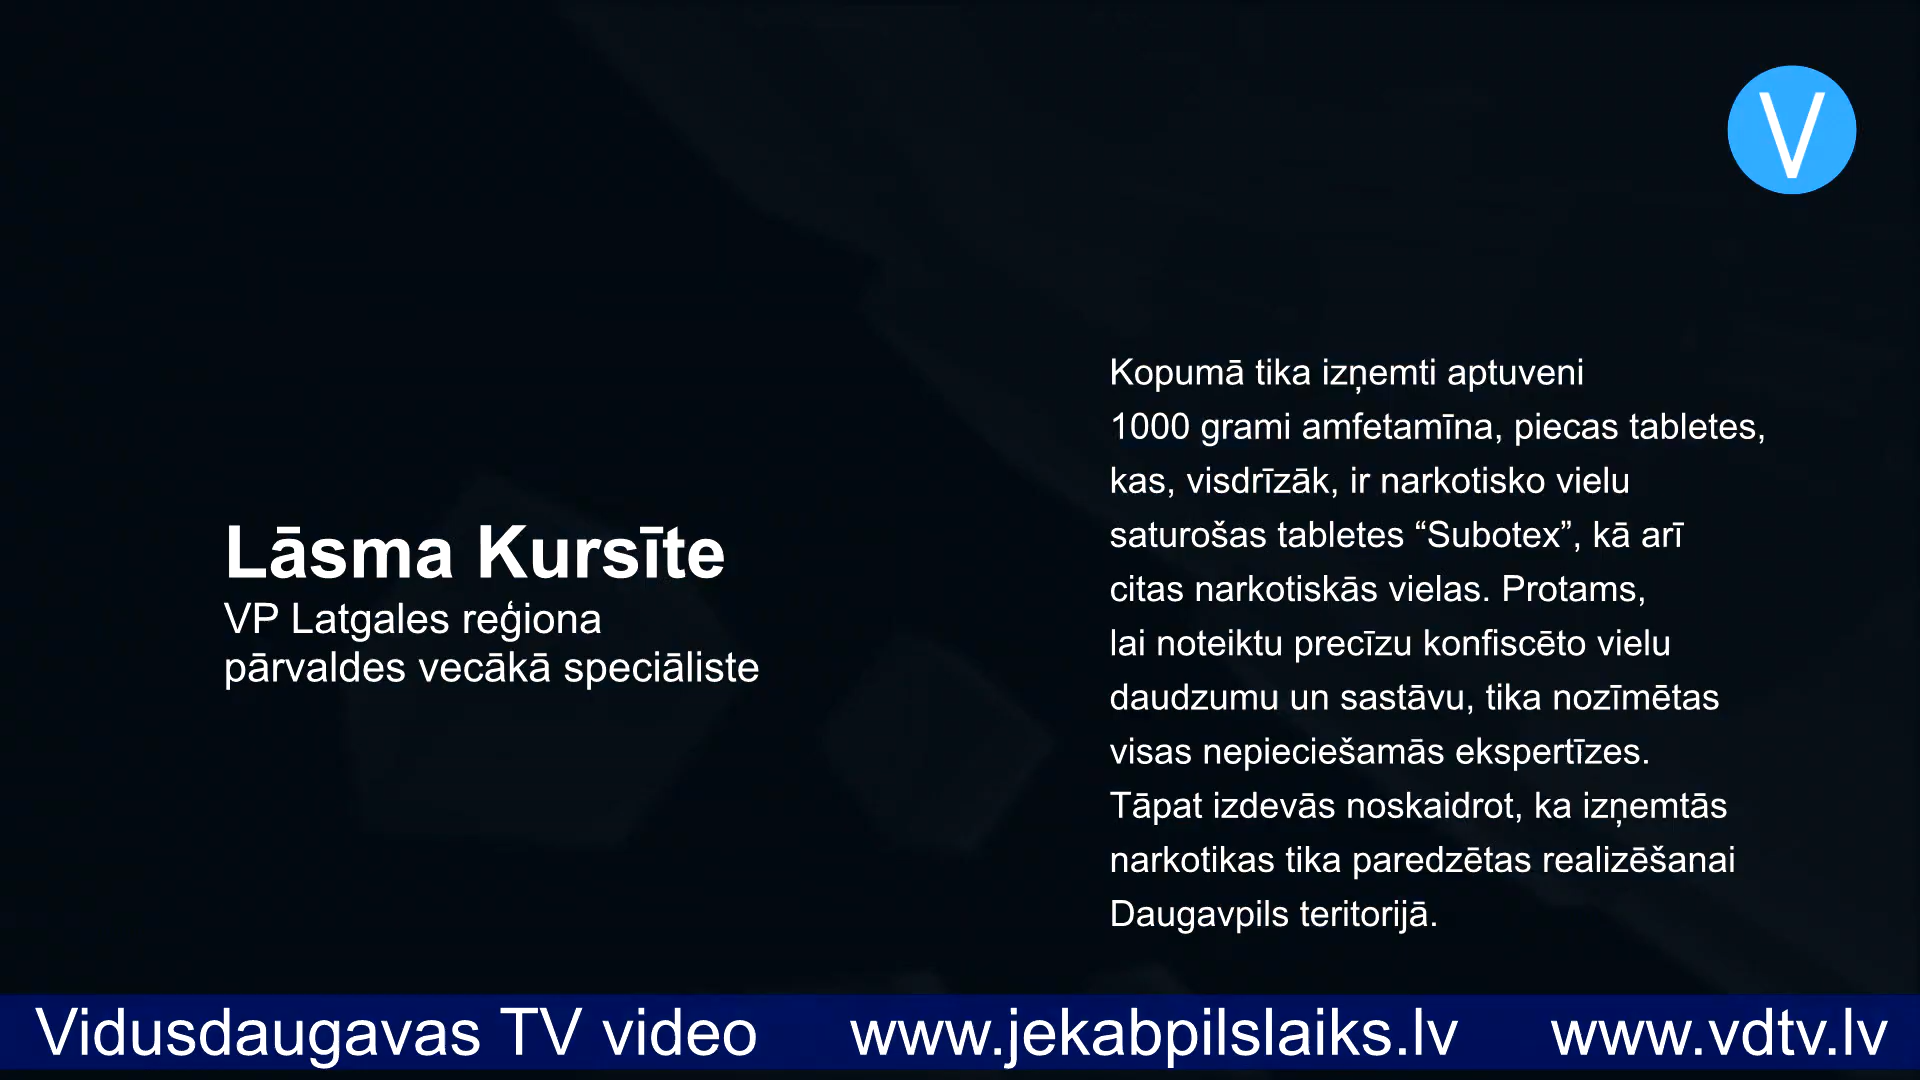 V
Lāsma Kursīte
VP Latgales reģiona
pārvaldes vecākā speciāliste
Kopumā tika izņemti aptuveni
1000 grami amfetamīna, piecas tabletes,
kas, visdrīzāk, ir narkotisko vielu
saturošas tabletes “Subotex”, kā arī
citas narkotiskās vielas. Protams,
lai noteiktu precīzu konfiscēto vielu
daudzumu un sastāvu, tika nozīmētas
visas nepieciešamās ekspertīzes.
Tāpat izdevās noskaidrot, ka izņemtās
narkotikas tika paredzētas realizēšanai
Daugavpils teritorijā.
Vidusdaugavas TV video www.jekabpilslaiks.lv www.vdtv.lv